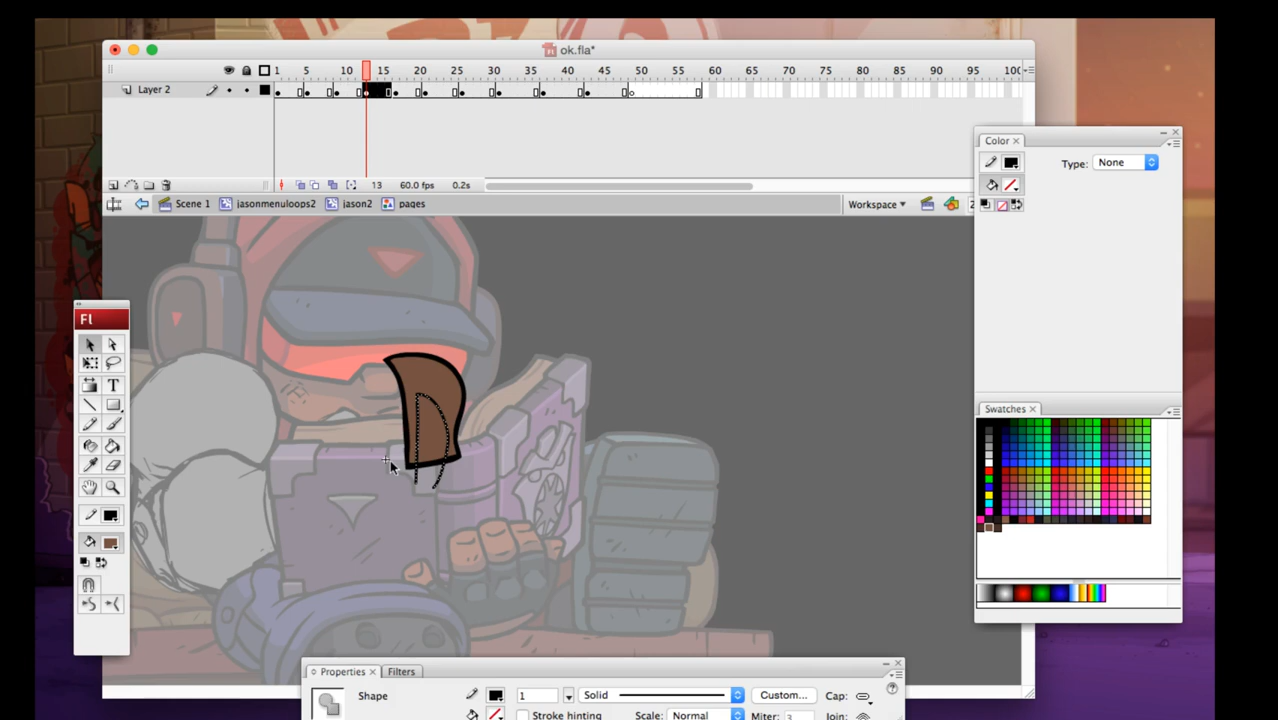 ok.fla*
1 5 10 15 20 25 30 35 40 45 50 55 60 65 70 75 80 85 90 95 100
Layer 2
13 60.0 fps 0.2s
Scene 1 jasonmenuloops2 jason2 pages Workspace
Color
Type: None
Fl
T
Swatches
Properties Filters
Shape 1 Solid Custom... Cap:
Stroke hinting Scale: Normal Miter: 3 Join: